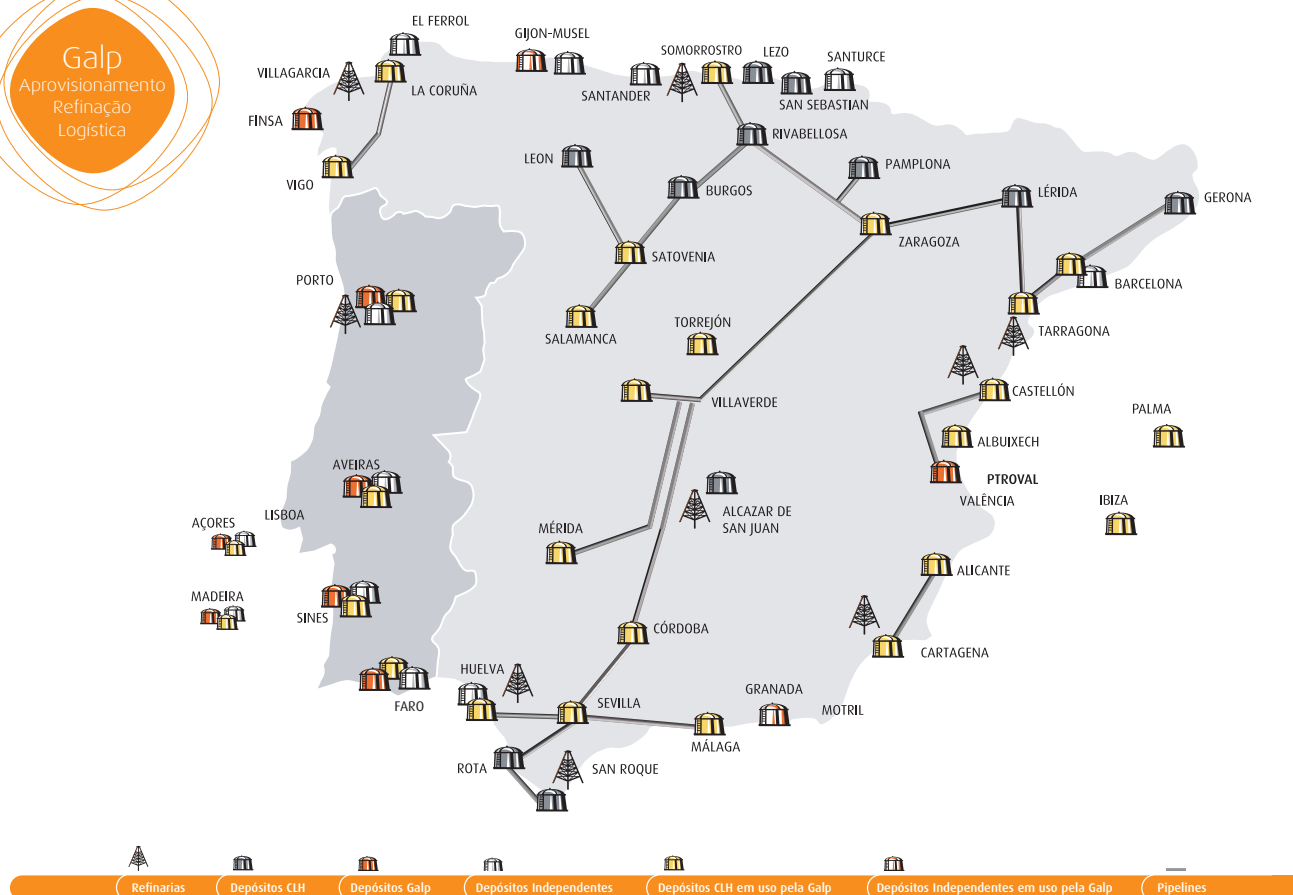 Galp
Aprovisionamento
Refinação
Logística
EL FERROL
GIJON-MUSEL
SOMORROSTRO
LEZO
SANTURCE
VILLAGARCIA
LA CORUÑA
SANTANDER
SAN SEBASTIAN
FINSA
RIVABELLOSA
LEON
PAMPLONA
VIGO
BURGOS
LÉRIDA
GERONA
ZARAGOZA
SATOVENIA
PORTO
BARCELONA
TORREJÓN
TARRAGONA
SALAMANCA
CASTELLÓN
VILLAVERDE
PALMA
ALBUIXECH
AVEIRAS
PTROVAL
VALÊNCIA
IBIZA
LISBOA
AÇORES
ALCAZAR DE
SAN JUAN
MÉRIDA
ALICANTE
MADEIRA
SINES
CÓRDOBA
CARTAGENA
HUELVA
GRANADA
FARO
SEVILLA
MOTRIL
MÁLAGA
ROTA
SAN ROQUE
Refinarias
Depósitos CLH
Depósitos Galp
Depósitos Independentes
Depósitos CLH em uso pela Galp
Depósitos Independentes em uso pela Galp
Pipelines